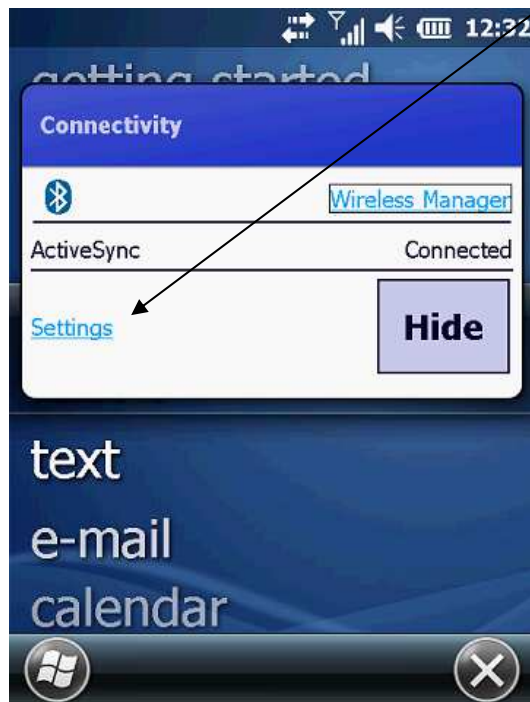 12:32
getting started
Connectivity
Wireless Manager
ActiveSync Connected
Settings
Hide
text
e-mail
calendar